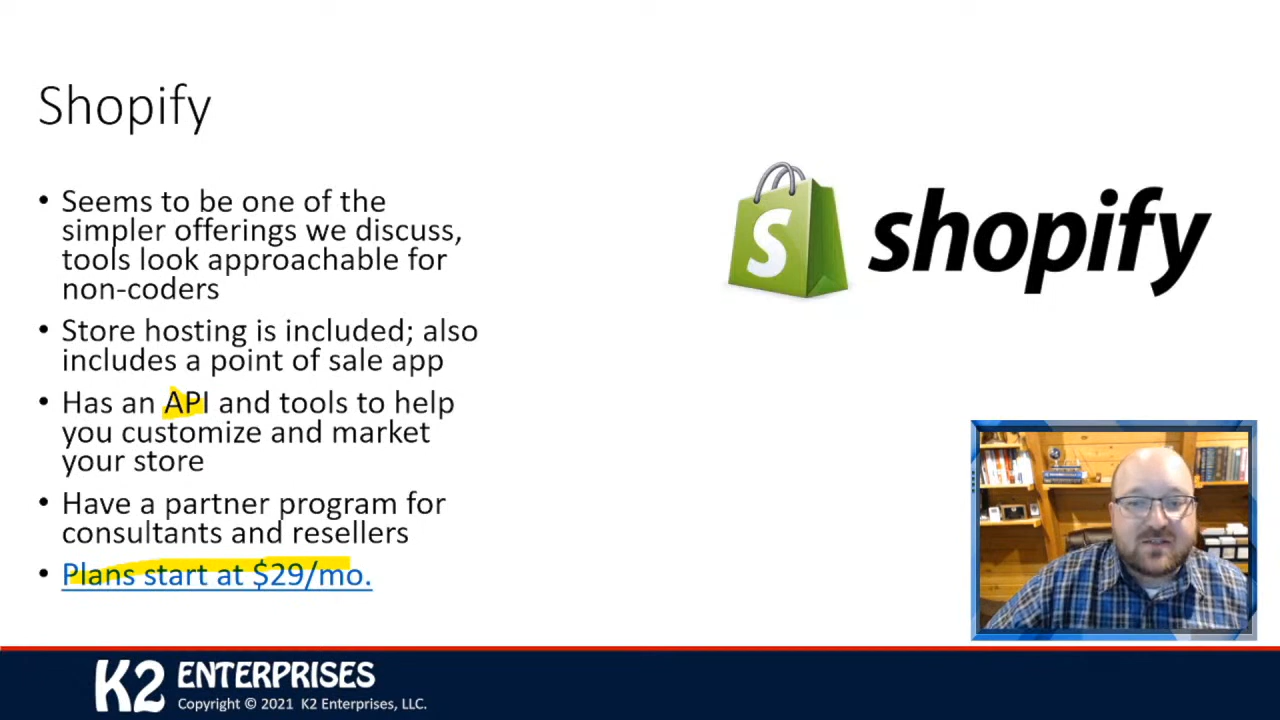 Shopify
• Seems to be one of the
simpler offerings we discuss,
tools look approachable for
non-coders
• Store hosting is included; also
includes a point of sale app
• Has an API and tools to help
you customize and market
your store
• Have a partner program for
consultants and resellers
• Plans start at $29/mo.
S
shopify
K2 ENTERPRISES
Copyright © 2021 K2 Enterprises, LLC.